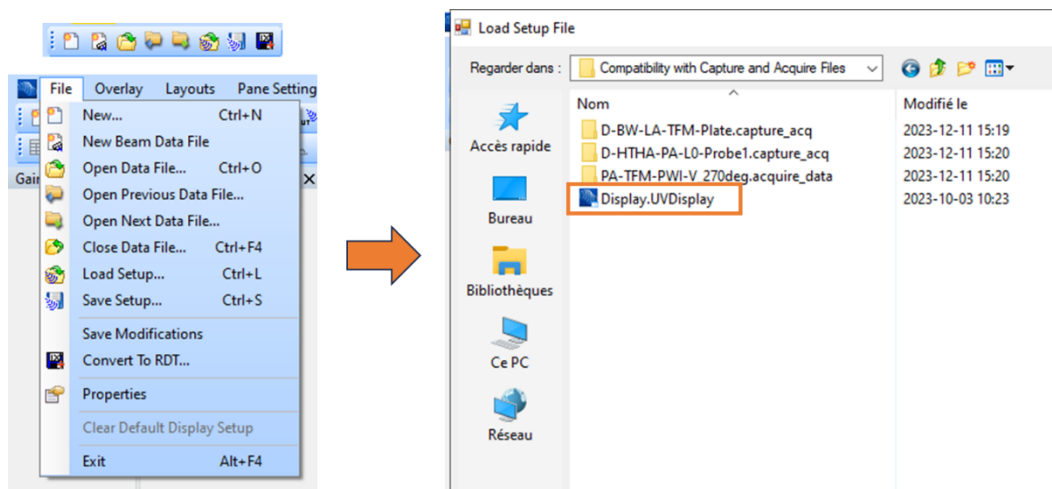 File Overlay Layouts Pane Setting
New... Ctrl+N
New Beam Data File
Open Data File... Ctrl+O
Gair
Open Previous Data File...
Open Next Data File...
Close Data File... Ctrl+F4
Load Setup... Ctrl+L
Save Setup... Ctrl+S
Save Modifications
Convert To RDT...
Properties
Clear Default Display Setup
Exit Alt+F4
Load Setup File
Regarder dans : Compatibility with Capture and Acquire Files
Accès rapide
Bureau
Bibliothèques
Ce PC
Réseau
Nom Modifié le
D-BW-LA-TFM-Plate.capture_acq 2023-12-11 15:19
D-HTHA-PA-L0-Probe1.capture_acq 2023-12-11 15:20
PA-TFM-PWI-V_270deg.acquire_data 2023-12-11 15:20
Display.UVDisplay 2023-10-03 10:23